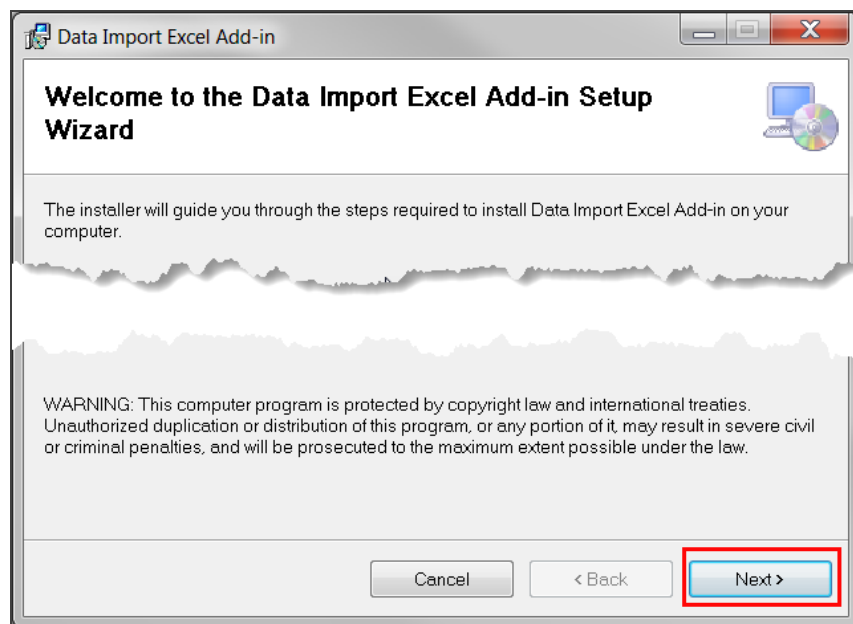 Data Import Excel Add-in
Welcome to the Data Import Excel Add-in Setup
Wizard
The installer will guide you through the steps required to install Data Import Excel Add-in on your
computer.
WARNING: This computer program is protected by copyright law and international treaties.
Unauthorized duplication or distribution of this program, or any portion of it, may result in severe civil
or criminal penalties, and will be prosecuted to the maximum extent possible under the law.
Cancel
< Back
Next >